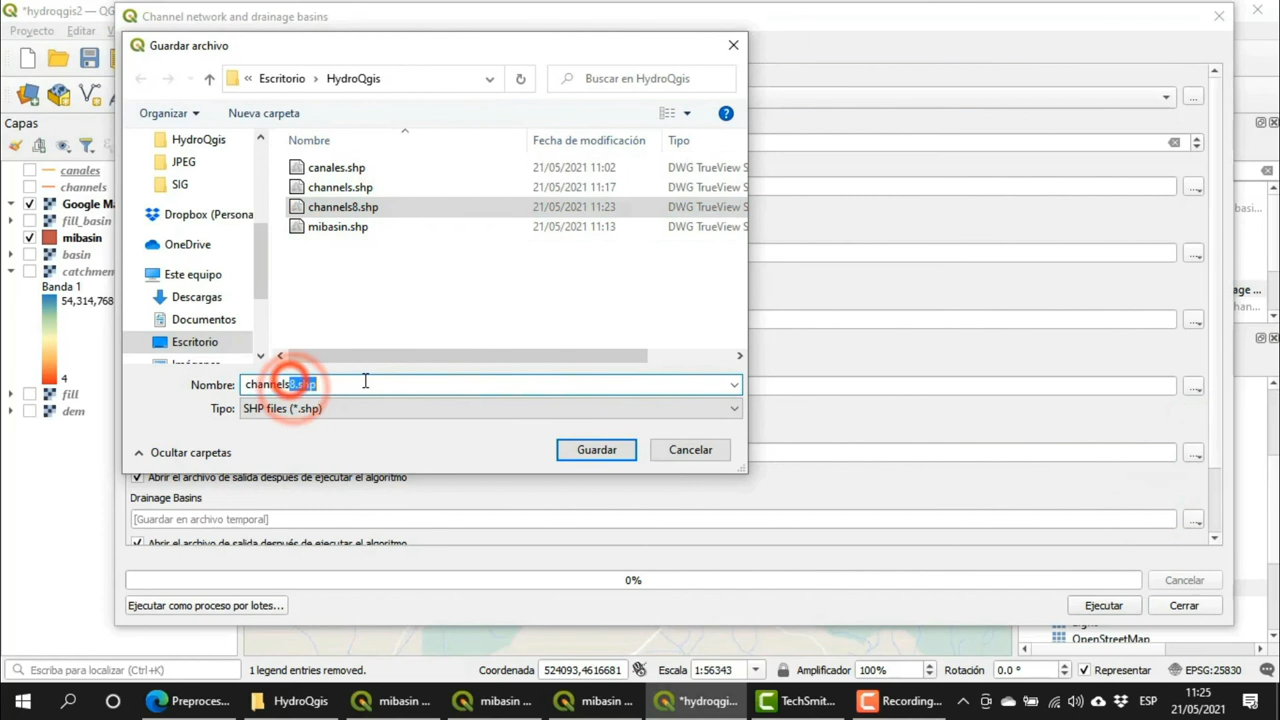 *hydroqgis2 — QG
Channel network and drainage basins
Proyecto Editar
Guardar archivo
« Escritorio › HydroQgis
Buscar en HydroQgis
Organizar
Nueva carpeta
Capas
HydroQgis
JPEG
SIG
Dropbox (Persona
OneDrive
Este equipo
Descargas
Documentos
Escritorio
Nombre
Fecha de modificación
Tipo
canales.shp 21/05/2021 11:02 DWG TrueView S
channels.shp 21/05/2021 11:17 DWG TrueView S
channels8.shp 21/05/2021 11:23 DWG TrueView S
mibasin.shp 21/05/2021 11:13 DWG TrueView S
canales
channels
Google Ma
fill_basin
mibasin
basin
catchmen
Banda 1
54,314,768
4
fill
dem
Nombre: channels8.shp
Tipo: SHP files (*.shp)
Ocultar carpetas
Guardar
Cancelar
Abrir el archivo de salida después de ejecutar el algoritmo
Drainage Basins
[Guardar en archivo temporal]
Abrir el archivo de salida después de ejecutar el algoritmo
0%
Cancelar
Ejecutar como proceso por lotes...
Ejecutar
Cerrar
OpenStreetMap
Escriba para localizar (Ctrl+K)
1 legend entries removed.
Coordenada 524093,4616681
Escala 1:56343
Amplificador 100%
Rotación 0.0 °
Representar
EPSG:25830
Preproces...
HydroQgis
mibasin ...
mibasin ...
mibasin ...
*hydroqgi...
TechSmit...
Recording...
ESP
11:25
21/05/2021